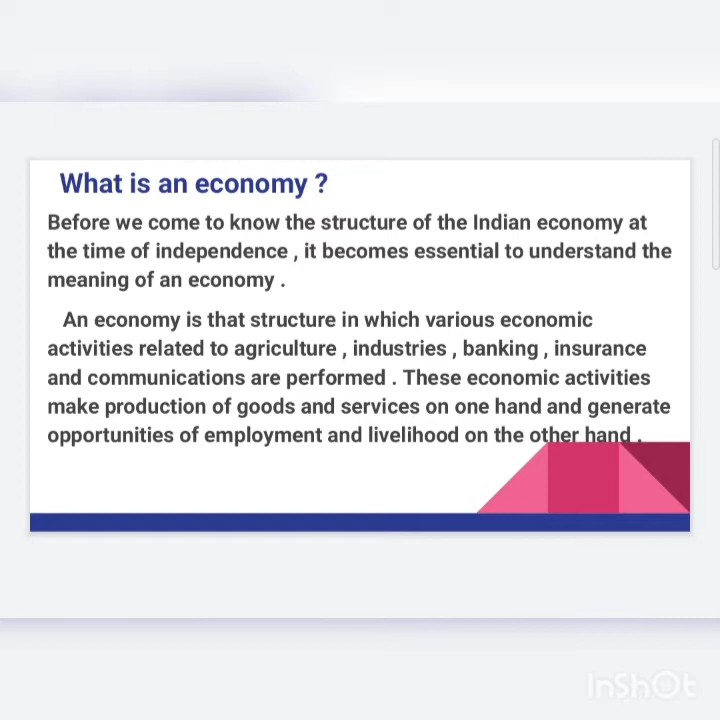 What is an economy ?
Before we come to know the structure of the Indian economy at
the time of independence , it becomes essential to understand the
meaning of an economy .
An economy is that structure in which various economic
activities related to agriculture , industries , banking , insurance
and communications are performed . These economic activities
make production of goods and services on one hand and generate
opportunities of employment and livelihood on the other hand .
InShOt